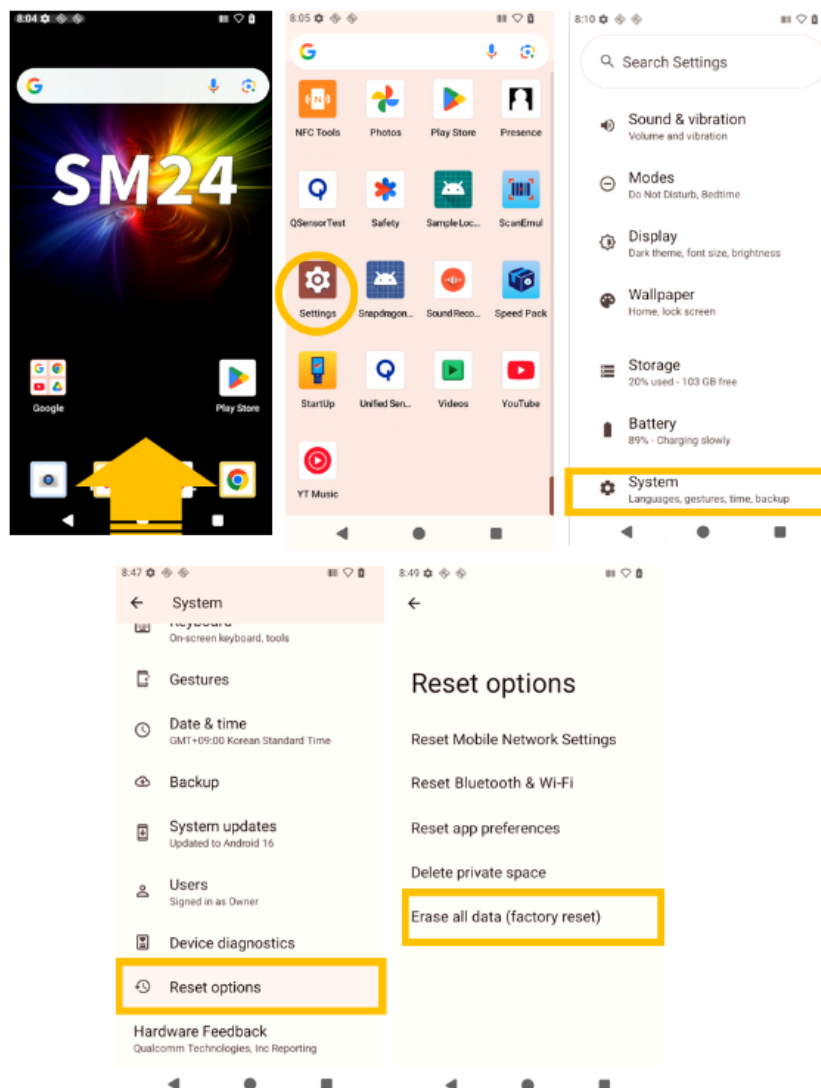 8:04
SM24
Google
Play Store
8:05
NFC Tools
Photos
Play Store
Presence
QSensorTest
Safety
Sample Loc...
ScanEmul
Settings
Snapdragon...
Sound Reco...
Speed Pack
StartUp
Unified Sen...
Videos
YouTube
YT Music
8:10
Search Settings
Sound & vibration
Volume and vibration
Modes
Do Not Disturb, Bedtime
Display
Dark theme, font size, brightness
Wallpaper
Home, lock screen
Storage
20% used - 103 GB free
Battery
89% - Charging slowly
System
Languages, gestures, time, backup
8:47
System
Keyboard
On-screen keyboard, tools
Gestures
Date & time
GMT+09:00 Korean Standard Time
Backup
System updates
Updated to Android 16
Users
Signed in as Owner
Device diagnostics
Reset options
Hardware Feedback
Qualcomm Technologies, Inc Reporting
8:49
Reset options
Reset Mobile Network Settings
Reset Bluetooth & Wi-Fi
Reset app preferences
Delete private space
Erase all data (factory reset)